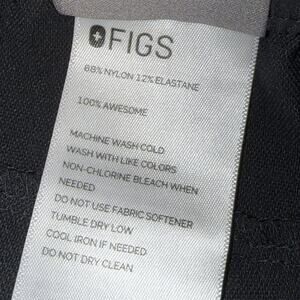 FIGS
68% NYLON 12% ELASTANE
100% AWESOME
MACHINE WASH COLD
WASH WITH LIKE COLORS
NON-CHLORINE BLEACH WHEN
NEEDED
DO NOT USE FABRIC SOFTENER
TUMBLE DRY LOW
COOL IRON IF NEEDED
DO NOT DRY CLEAN